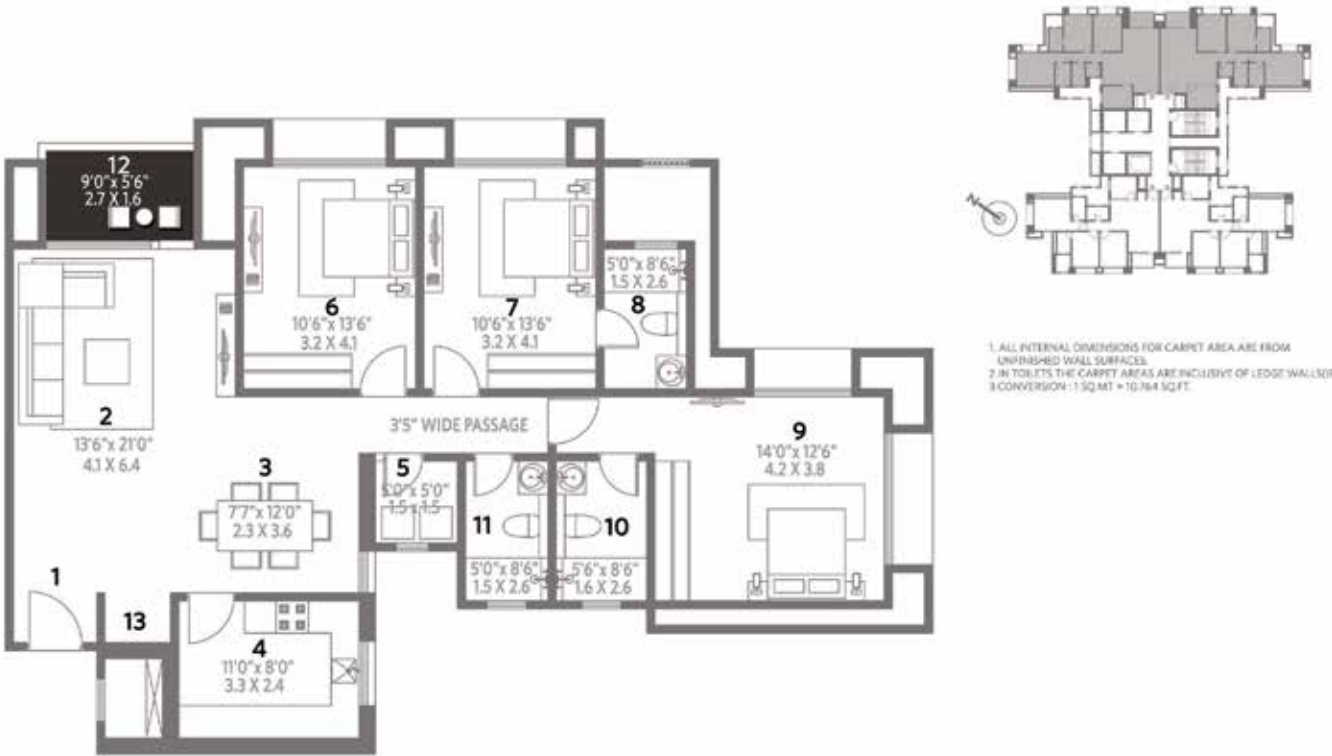 12
9'0"x 5'6"
2.7 X 1.6
6
10'6"x 13'6"
3.2 X 4.1
7
10'6"x 13'6"
3.2 X 4.1
5'0"x 8'6"
1.5 X 2.6
8
2
13'6"x 21'0"
4.1 X 6.4
3
7'7"x 12'0"
2.3 X 3.6
3'5" WIDE PASSAGE
5
5'0"x 5'0"
1.5 x 1.5
9
14'0"x 12'6"
4.2 X 3.8
11
5'0"x 8'6"
1.5 X 2.6
10
5'6"x 8'6"
1.6 X 2.6
1
13
4
11'0"x 8'0"
3.3 X 2.4
N
1. ALL INTERNAL DIMENSIONS FOR CARPET AREA ARE FROM
UNFINISHED WALL SURFACES.
2 IN TOILETS THE CARPET AREAS ARE INCLUSIVE OF LEDGE
3 CONVERSION : 1 SQ.MT = 10.764 SQ.FT.